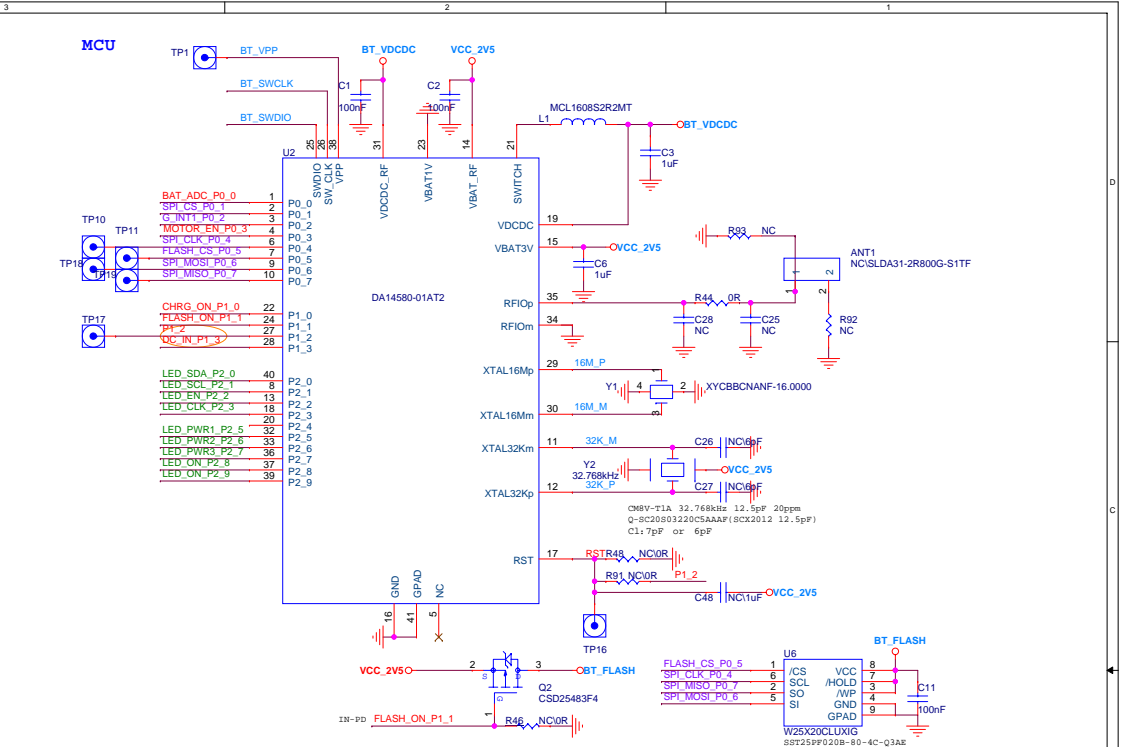 3 2 1
MCU
TP1 BT_VPP
BT_VDCDC VCC_2V5
BT_SWCLK
C1 100nF
C2 100nF
BT_SWDIO
L1 MCL1608S2R2MT
BT_VDCDC
C3 1uF
D
25 26 38 31 23 14 21
U2
SWDIO SW_CLK VPP VDCDC_RF VBAT1V VBAT_RF SWITCH
BAT_ADC_P0_0 1 P0_0
SPI_CS_P0_1 2 P0_1
G_INT1_P0_2 3 P0_2
MOTOR_EN_P0_3 4 P0_3
SPI_CLK_P0_4 6 P0_4
FLASH_CS_P0_5 7 P0_5
SPI_MOSI_P0_6 9 P0_6
SPI_MISO_P0_7 10 P0_7
TP10
TP11
TP18
TP19
VDCDC 19
VBAT3V 15 VCC_2V5
C6 1uF
R93 NC
ANT1
NC\SLDA31-2R800G-S1TF
1 2
1 2
DA14580-01AT2
RFIOp 35 R44 0R
C28 NC
C25 NC
R92 NC
RFIOm 34
CHRG_ON_P1_0 22 P1_0
FLASH_ON_P1_1 24 P1_1
P1_2 27 P1_2
DC_IN_P1_3 28 P1_3
TP17
XTAL16Mp 29 16M_P
1
Y1 4 2 XYCBBCNANF-16.0000
3
XTAL16Mm 30 16M_M
LED_SDA_P2_0 40 P2_0
LED_SCL_P2_1 8 P2_1
LED_EN_P2_2 13 P2_2
LED_CLK_P2_3 18 P2_3
20 P2_4
LED_PWR1_P2_5 32 P2_5
LED_PWR2_P2_6 33 P2_6
LED_PWR3_P2_7 36 P2_7
LED_ON_P2_8 37 P2_8
LED_ON_P2_9 39 P2_9
XTAL32Km 11 32K_M C26 NC\6pF
Y2
32.768kHz
VCC_2V5
XTAL32Kp 12 32K_P C27 NC\6pF
CM8V-T1A 32.768kHz 12.5pF 20ppm
Q-SC20S03220C5AAAF(SCX2012 12.5pF)
Cl:7pF or 6pF
C
RST 17 RST R48 NC\0R
R91 NC\0R P1_2
C48 NC\1uF VCC_2V5
TP16
GND GPAD NC
16 41 5
VCC_2V5 2 3 BT_FLASH
S D
G
Q2
CSD25483F4
1
IN-PD FLASH_ON_P1_1 R46 NC\0R
BT_FLASH
U6
FLASH_CS_P0_5 1 /CS VCC 8
SPI_CLK_P0_4 6 SCL /HOLD 7
SPI_MISO_P0_7 2 SO /WP 3
SPI_MOSI_P0_6 5 SI GND 4
GPAD 9
C11
100nF
W25X20CLUXIG
SST25PF020B-80-4C-Q3AE